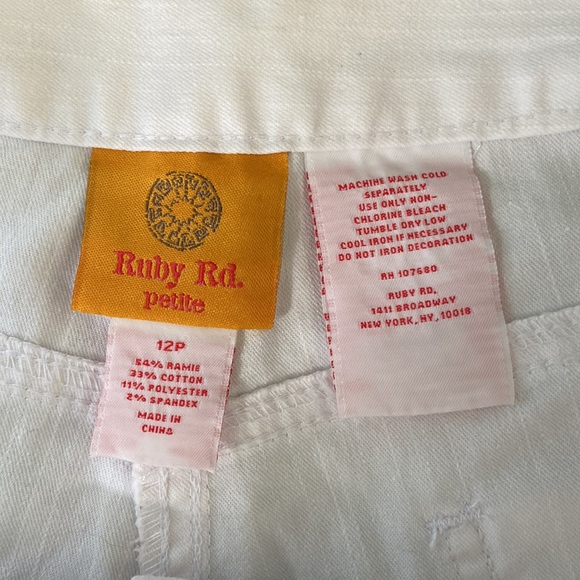 Ruby Rd.
petite
12P
54% RAMIE
33% COTTON
11% POLYESTER
2% SPANDEX
MADE IN
CHINA
MACHINE WASH COLD
SEPARATELY
USE ONLY NON-
CHLORINE BLEACH
TUMBLE DRY LOW
COOL IRON IF NECESSARY
DO NOT IRON DECORATION
RN 107680
RUBY RD.
1411 BROADWAY
NEW YORK, NY, 10018